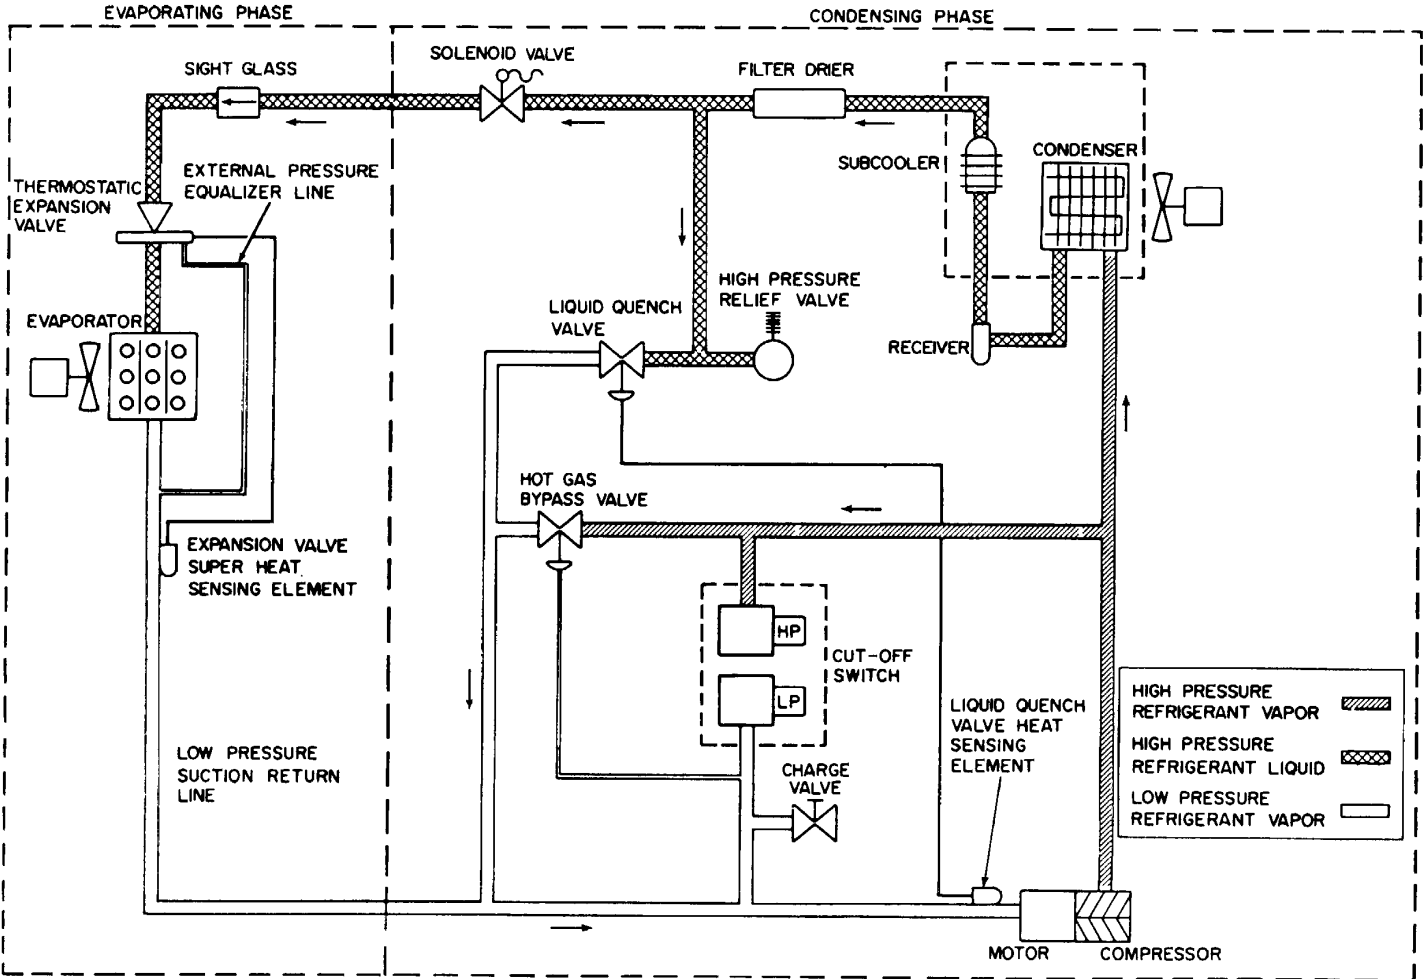 EVAPORATING PHASE
CONDENSING PHASE
SIGHT GLASS
SOLENOID VALVE
FILTER DRIER
SUBCOOLER
CONDENSER
THERMOSTATIC
EXPANSION
VALVE
EXTERNAL PRESSURE
EQUALIZER LINE
EVAPORATOR
LIQUID QUENCH
VALVE
HIGH PRESSURE
RELIEF VALVE
RECEIVER
HOT GAS
BYPASS VALVE
EXPANSION VALVE
SUPER HEAT
SENSING ELEMENT
HP
LP
CUT-OFF
SWITCH
LOW PRESSURE
SUCTION RETURN
LINE
CHARGE
VALVE
LIQUID QUENCH
VALVE HEAT
SENSING
ELEMENT
HIGH PRESSURE
REFRIGERANT VAPOR
HIGH PRESSURE
REFRIGERANT LIQUID
LOW PRESSURE
REFRIGERANT VAPOR
MOTOR
COMPRESSOR